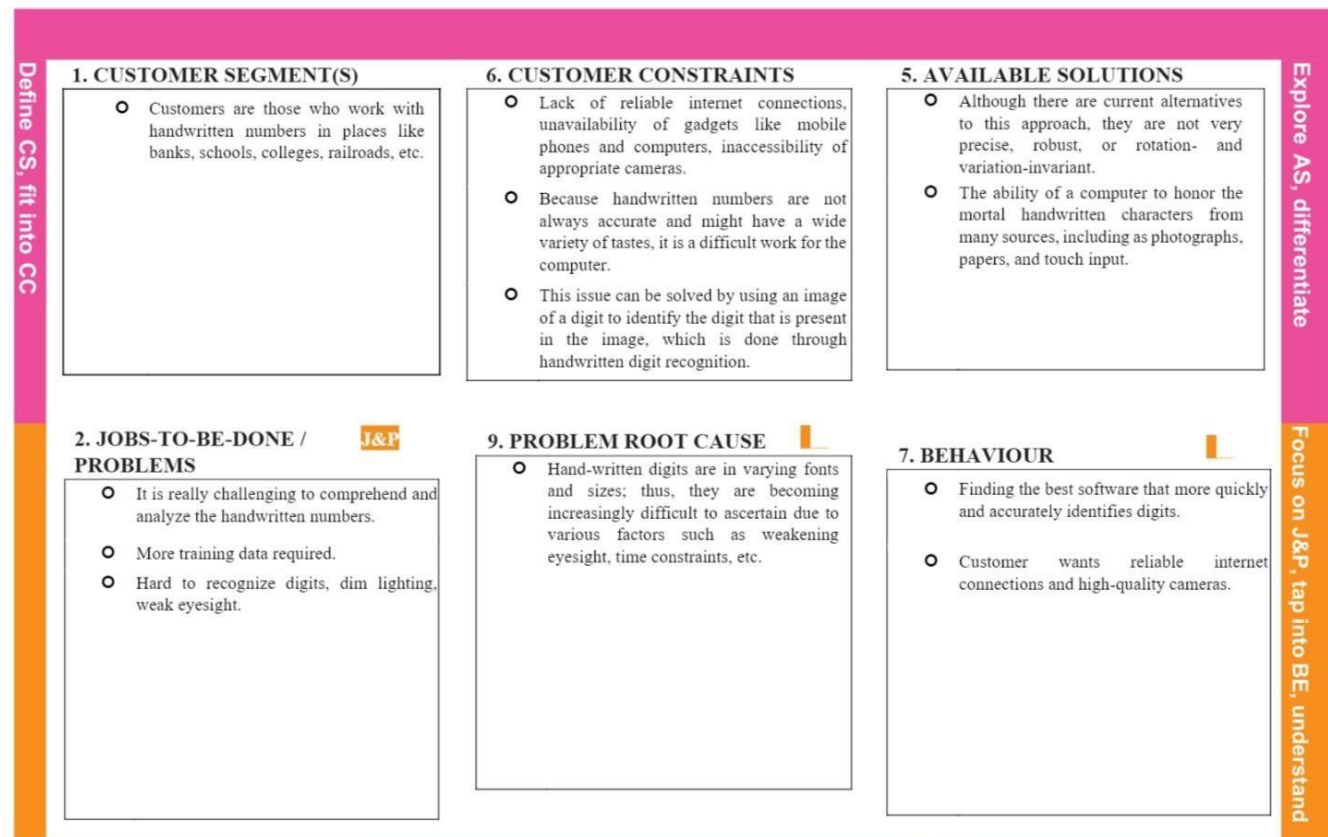 Define CS, fit into CC
1. CUSTOMER SEGMENT(S)
Customers are those who work with
handwritten numbers in places like
banks, schools, colleges, railroads, etc.
6. CUSTOMER CONSTRAINTS
Lack of reliable internet connections,
unavailability of gadgets like mobile
phones and computers, inaccessibility of
appropriate cameras.
Because handwritten numbers are not
always accurate and might have a wide
variety of tastes, it is a difficult work for the
computer.
This issue can be solved by using an image
of a digit to identify the digit that is present
in the image, which is done through
handwritten digit recognition.
5. AVAILABLE SOLUTIONS
Although there are current alternatives
to this approach, they are not very
precise, robust, or rotation- and
variation-invariant.
The ability of a computer to honor the
mortal handwritten characters from
many sources, including as photographs,
papers, and touch input.
Explore AS, differentiate
2. JOBS-TO-BE-DONE /
PROBLEMS
J&P
It is really challenging to comprehend and
analyze the handwritten numbers.
More training data required.
Hard to recognize digits, dim lighting,
weak eyesight.
9. PROBLEM ROOT CAUSE
Hand-written digits are in varying fonts
and sizes; thus, they are becoming
increasingly difficult to ascertain due to
various factors such as weakening
eyesight, time constraints, etc.
7. BEHAVIOUR
Finding the best software that more quickly
and accurately identifies digits.
Customer wants reliable internet
connections and high-quality cameras.
Focus on J&P, tap into BE, understand